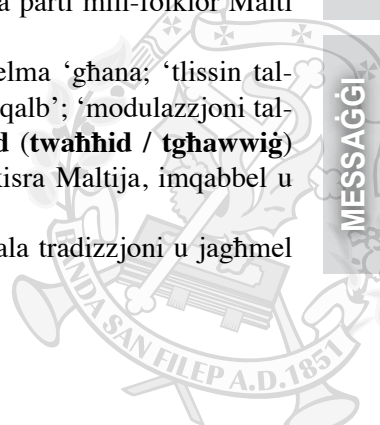 a parti mill-folklor Malti
elma ‘għana; ‘tlissin tal-
qalb’; ‘modulazzjoni tal-
d (twaħħid / tgħawwiġ)
kisra Maltija, imqabbel u
ala tradizzjoni u jagħmel
MESSAĠĠI
BANDA SAN FILEP A.D. 1851